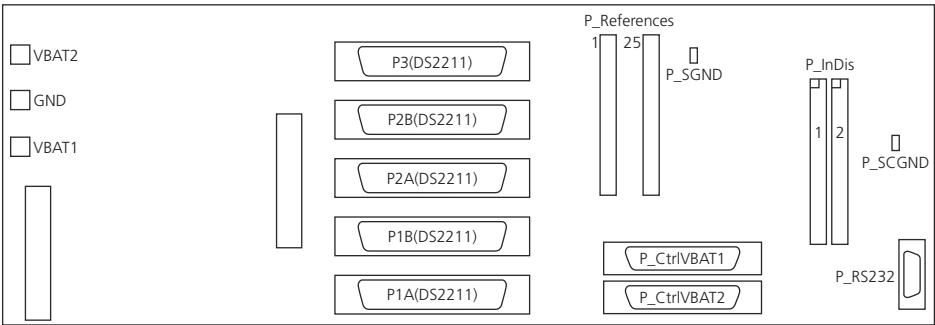 VBAT2
GND
VBAT1
P3(DS2211)
P2B(DS2211)
P2A(DS2211)
P1B(DS2211)
P1A(DS2211)
P_References
1 25
P_SGND
P_CtrlVBAT1
P_CtrlVBAT2
P_InDis
1 2
P_SCGND
P_RS232